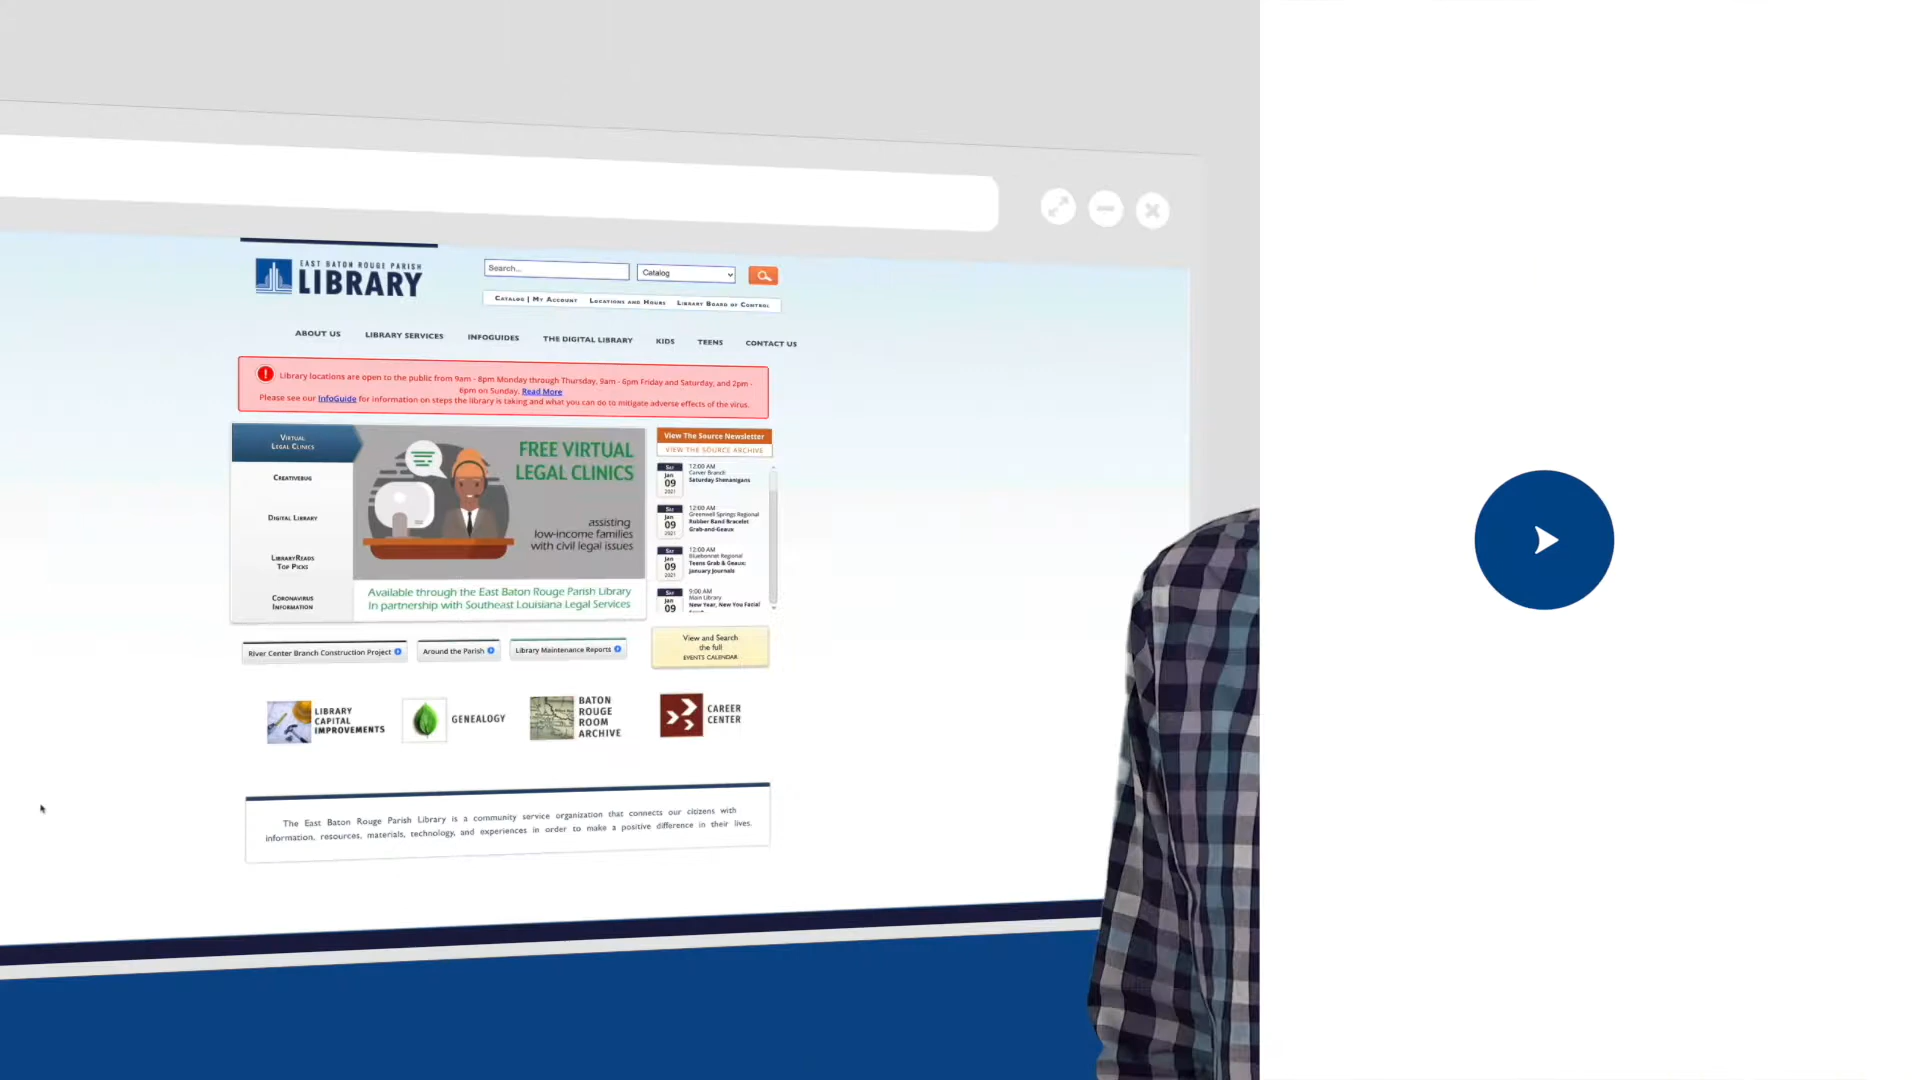 EAST BATON ROUGE PARISH
LIBRARY
Search...
Catalog
Catalog | My Account Locations and Hours Library Board of Control
ABOUT US LIBRARY SERVICES INFOGUIDES THE DIGITAL LIBRARY KIDS TEENS CONTACT US
Library locations are open to the public from 9am - 8pm Monday through Thursday, 9am - 6pm Friday and Saturday, and 2pm -
6pm on Sunday. Read More
Please see our InfoGuide for information on steps the library is taking and what you can do to mitigate adverse effects of the virus.
Virtual
Legal Clinics
Creativebug
Digital Library
LibraryReads
Top Picks
Coronavirus
Information
FREE VIRTUAL
LEGAL CLINICS
assisting
low-income families
with civil legal issues
Available through the East Baton Rouge Parish Library
In partnership with Southeast Louisiana Legal Services
View The Source Newsletter
VIEW THE SOURCE ARCHIVE
Sat
Jan
09
2021
12:00 AM
Carver Branch
Saturday Shenanigans
Sat
Jan
09
2021
12:00 AM
Greenwell Springs Regional
Rubber Band Bracelet
Grab-and-Geaux
Sat
Jan
09
2021
12:00 AM
Bluebonnet Regional
Teens Grab & Geaux:
January Journals
Sat
Jan
09
9:00 AM
Main Library
New Year, New You Facial
River Center Branch Construction Project
Around the Parish
Library Maintenance Reports
View and Search
the full
EVENTS CALENDAR
LIBRARY
CAPITAL
IMPROVEMENTS
GENEALOGY
BATON
ROUGE
ROOM
ARCHIVE
CAREER
CENTER
The East Baton Rouge Parish Library is a community service organization that connects our citizens with
information, resources, materials, technology, and experiences in order to make a positive difference in their lives.